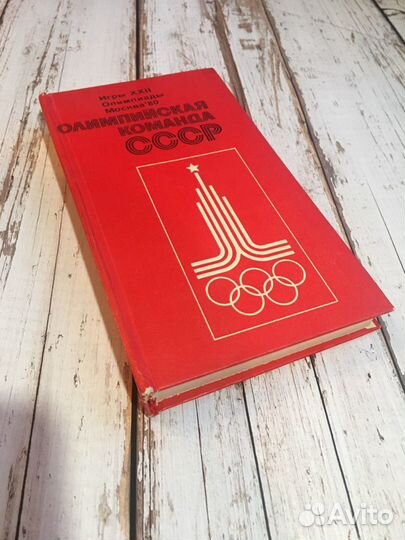 Игры XXII
Олимпиады
Москва'80
ОЛИМПИЙСКАЯ
КОМАНДА
СССР
Avito